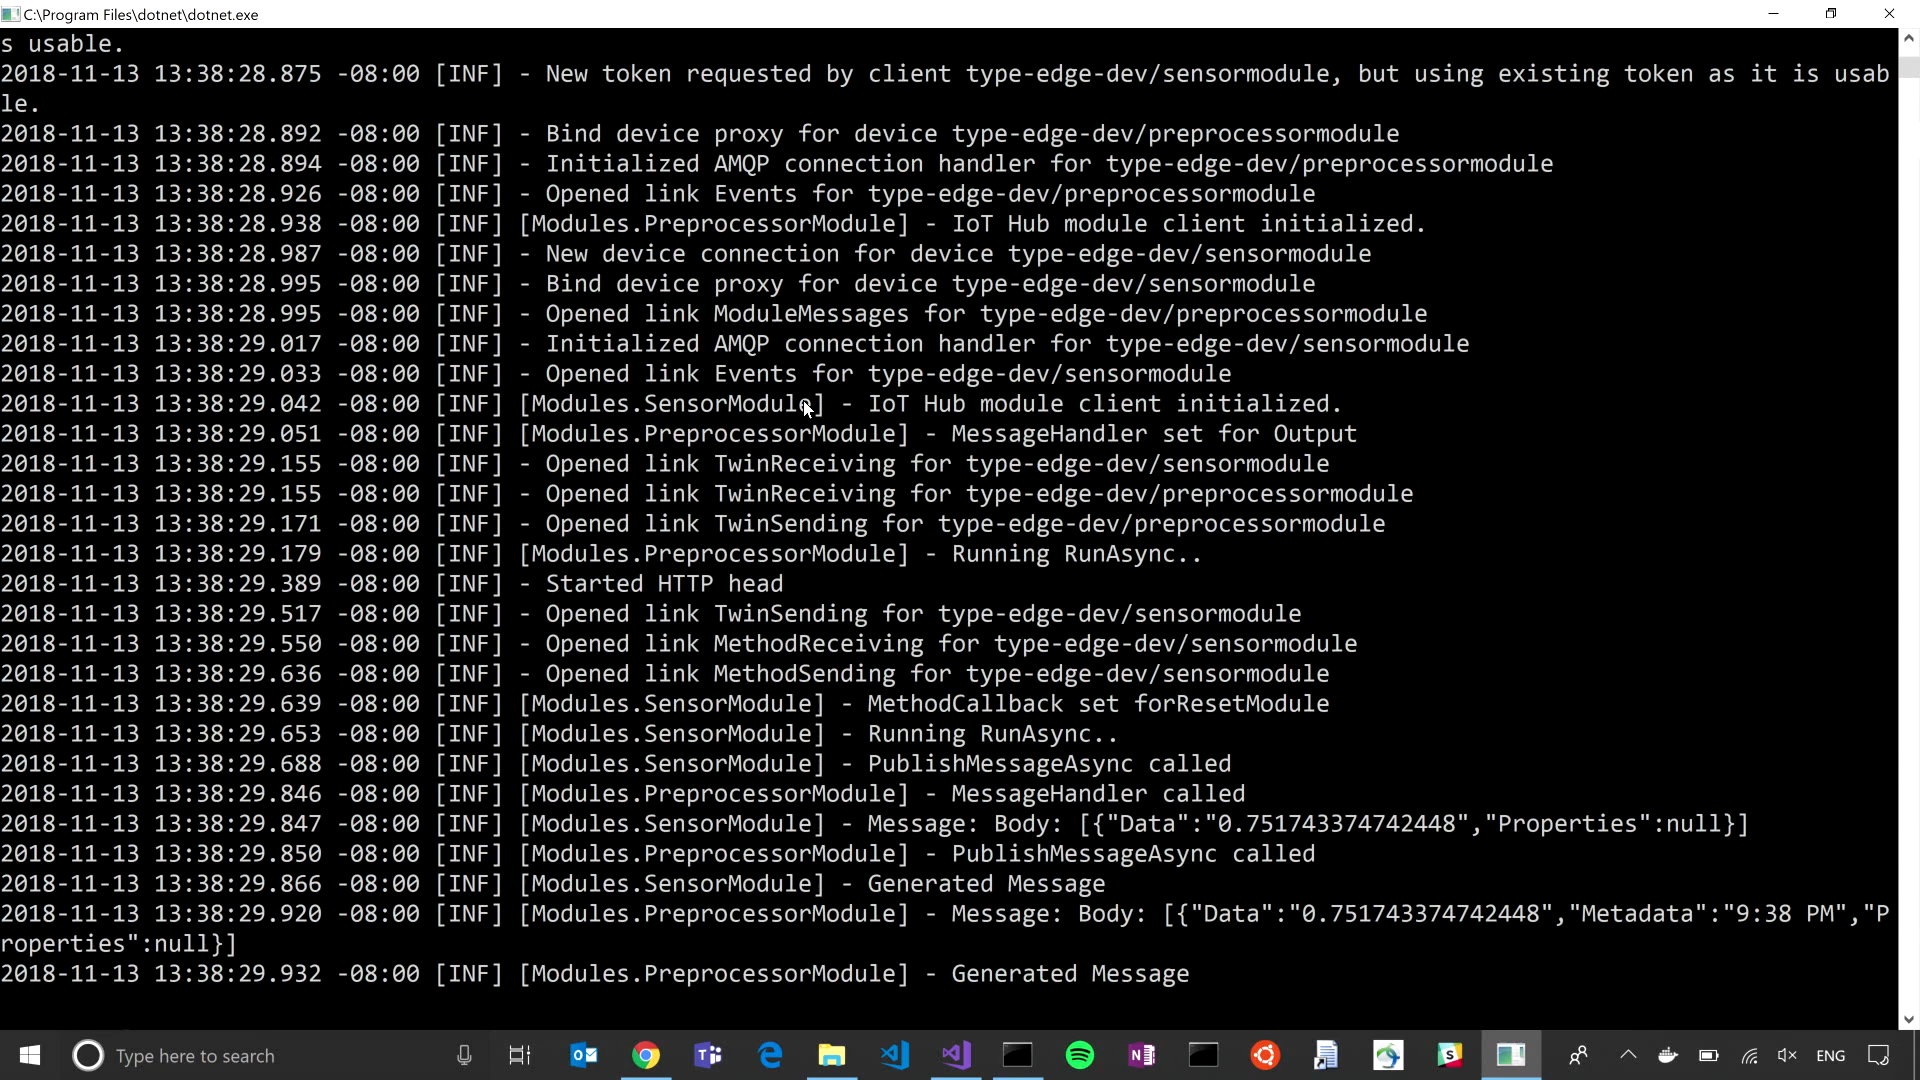 C:\Program Files\dotnet\dotnet.exe
s usable.
2018-11-13 13:38:28.875 -08:00 [INF] - New token requested by client type-edge-dev/sensormodule, but using existing token as it is usab
le.
2018-11-13 13:38:28.892 -08:00 [INF] - Bind device proxy for device type-edge-dev/preprocessormodule
2018-11-13 13:38:28.894 -08:00 [INF] - Initialized AMQP connection handler for type-edge-dev/preprocessormodule
2018-11-13 13:38:28.926 -08:00 [INF] - Opened link Events for type-edge-dev/preprocessormodule
2018-11-13 13:38:28.938 -08:00 [INF] [Modules.PreprocessorModule] - IoT Hub module client initialized.
2018-11-13 13:38:28.987 -08:00 [INF] - New device connection for device type-edge-dev/sensormodule
2018-11-13 13:38:28.995 -08:00 [INF] - Bind device proxy for device type-edge-dev/sensormodule
2018-11-13 13:38:28.995 -08:00 [INF] - Opened link ModuleMessages for type-edge-dev/preprocessormodule
2018-11-13 13:38:29.017 -08:00 [INF] - Initialized AMQP connection handler for type-edge-dev/sensormodule
2018-11-13 13:38:29.033 -08:00 [INF] - Opened link Events for type-edge-dev/sensormodule
2018-11-13 13:38:29.042 -08:00 [INF] [Modules.SensorModule] - IoT Hub module client initialized.
2018-11-13 13:38:29.051 -08:00 [INF] [Modules.PreprocessorModule] - MessageHandler set for Output
2018-11-13 13:38:29.155 -08:00 [INF] - Opened link TwinReceiving for type-edge-dev/sensormodule
2018-11-13 13:38:29.155 -08:00 [INF] - Opened link TwinReceiving for type-edge-dev/preprocessormodule
2018-11-13 13:38:29.171 -08:00 [INF] - Opened link TwinSending for type-edge-dev/preprocessormodule
2018-11-13 13:38:29.179 -08:00 [INF] [Modules.PreprocessorModule] - Running RunAsync..
2018-11-13 13:38:29.389 -08:00 [INF] - Started HTTP head
2018-11-13 13:38:29.517 -08:00 [INF] - Opened link TwinSending for type-edge-dev/sensormodule
2018-11-13 13:38:29.550 -08:00 [INF] - Opened link MethodReceiving for type-edge-dev/sensormodule
2018-11-13 13:38:29.636 -08:00 [INF] - Opened link MethodSending for type-edge-dev/sensormodule
2018-11-13 13:38:29.639 -08:00 [INF] [Modules.SensorModule] - MethodCallback set forResetModule
2018-11-13 13:38:29.653 -08:00 [INF] [Modules.SensorModule] - Running RunAsync..
2018-11-13 13:38:29.688 -08:00 [INF] [Modules.SensorModule] - PublishMessageAsync called
2018-11-13 13:38:29.846 -08:00 [INF] [Modules.PreprocessorModule] - MessageHandler called
2018-11-13 13:38:29.847 -08:00 [INF] [Modules.SensorModule] - Message: Body: [{"Data":"0.751743374742448","Properties":null}]
2018-11-13 13:38:29.850 -08:00 [INF] [Modules.PreprocessorModule] - PublishMessageAsync called
2018-11-13 13:38:29.866 -08:00 [INF] [Modules.SensorModule] - Generated Message
2018-11-13 13:38:29.920 -08:00 [INF] [Modules.PreprocessorModule] - Message: Body: [{"Data":"0.751743374742448","Metadata":"9:38 PM","P
roperties":null}]
2018-11-13 13:38:29.932 -08:00 [INF] [Modules.PreprocessorModule] - Generated Message
Type here to search
ENG